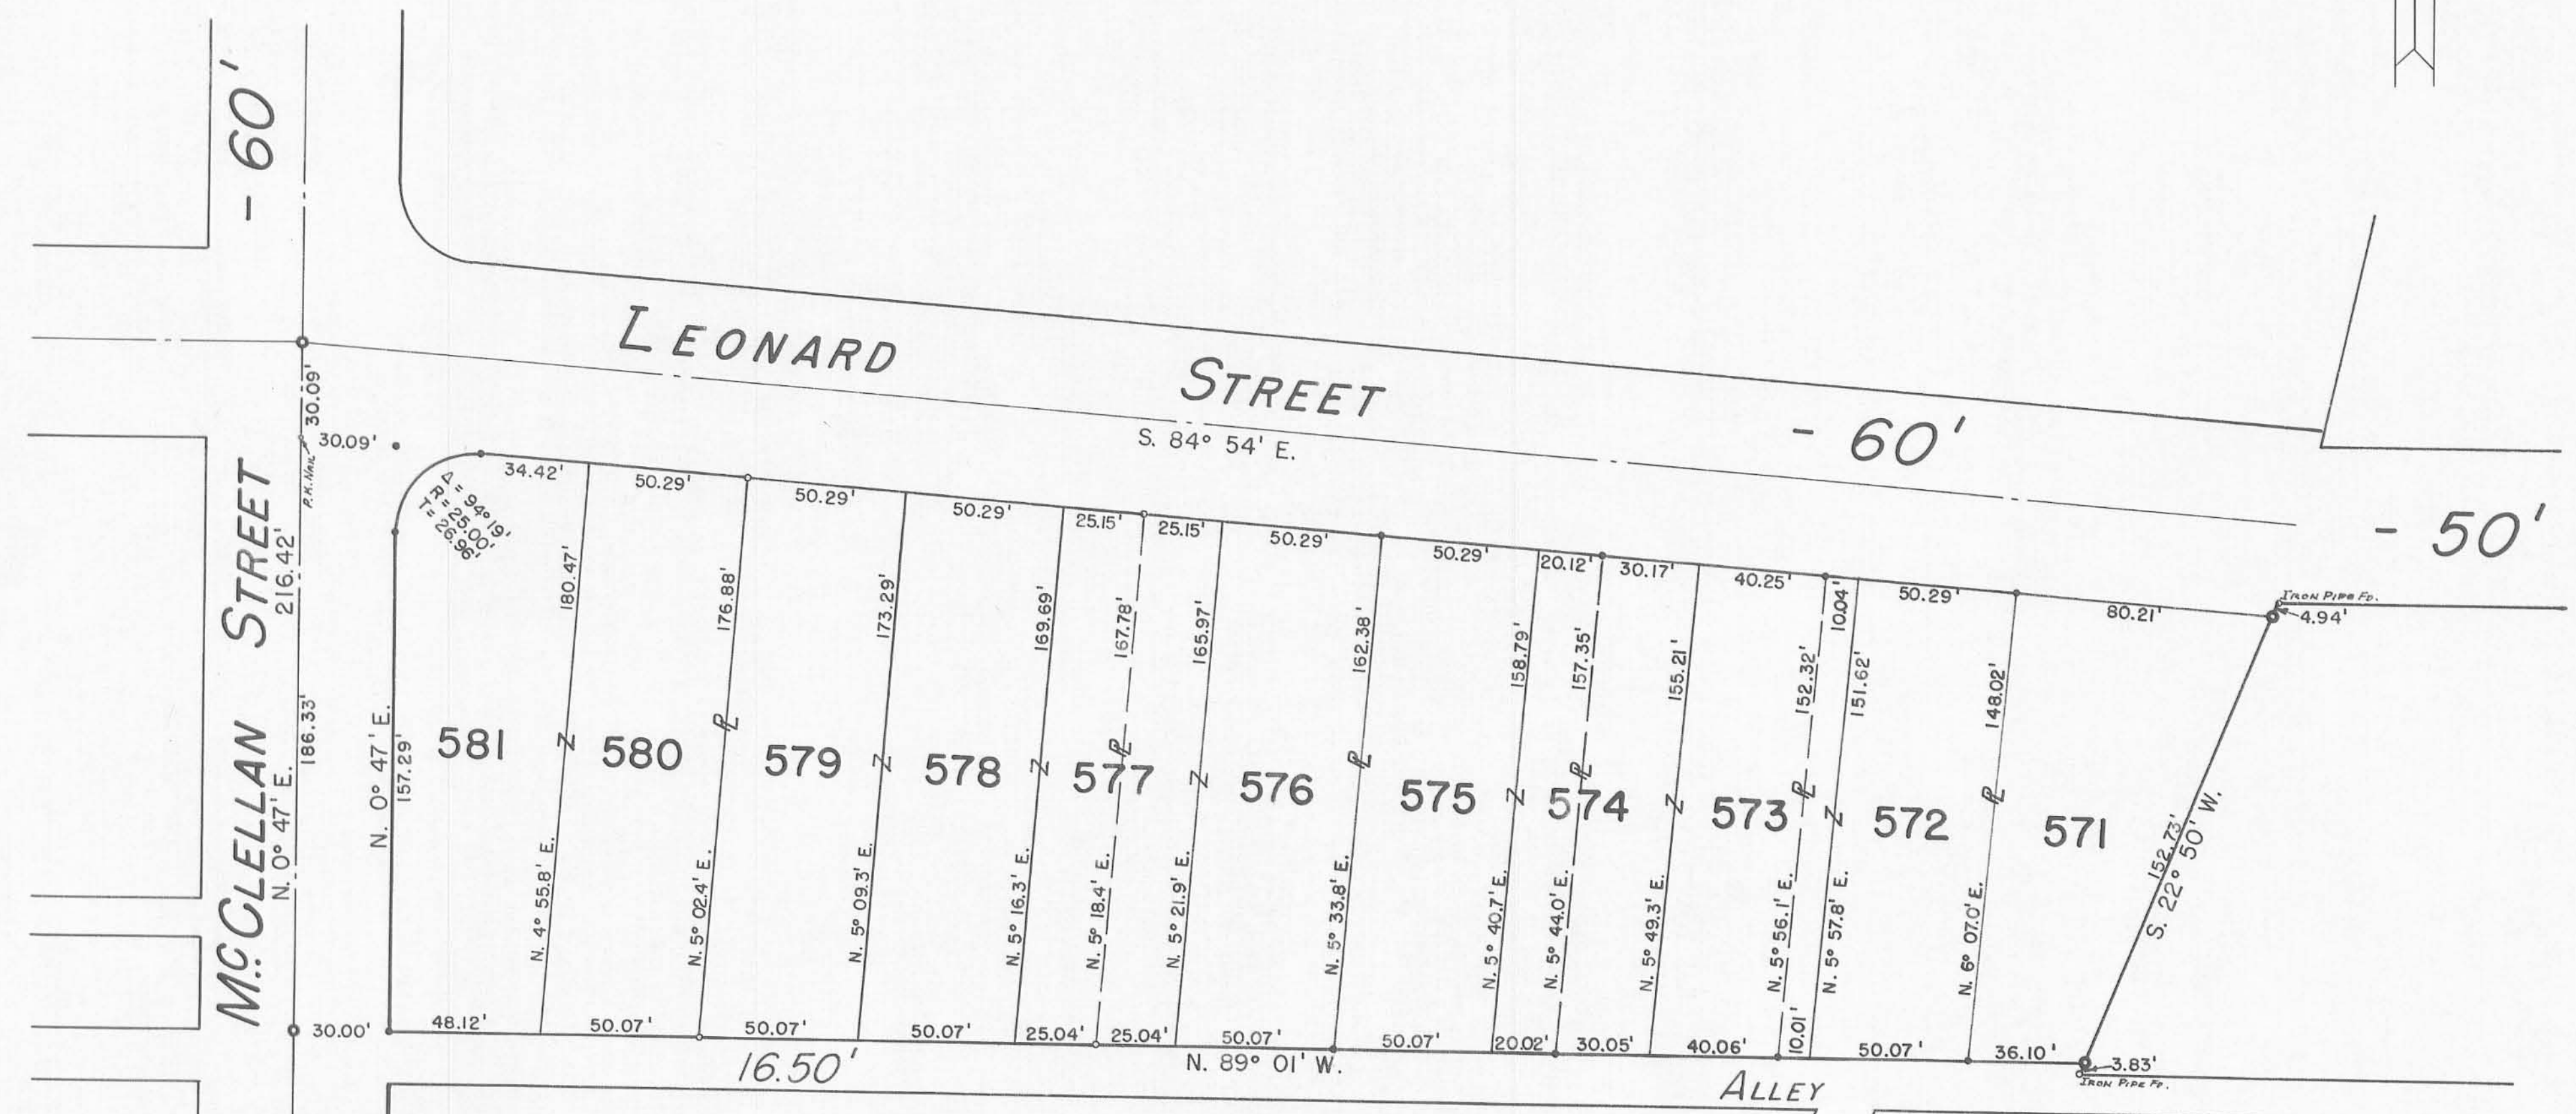 - 60'
LEONARD STREET - 60'
S. 84° 54' E.
- 50'
30.09'
30.09'
P.K. NAIL
McCLELLAN STREET
216.42'
N. 0° 47' E.
186.33'
N. 0° 47' E.
157.29'
Δ = 94° 19'
R = 25.00'
T = 26.96'
34.42'
50.29'
50.29'
50.29'
25.15'
25.15'
50.29'
50.29'
20.12'
30.17'
40.25'
10.04'
50.29'
80.21'
IRON PIPE FD.
4.94'
180.47'
176.88'
173.29'
169.69'
167.78'
165.97'
162.38'
158.79'
157.35'
155.21'
152.32'
151.62'
148.02'
152.73'
S. 22° 50' W.
581
Z
580
PL
579
Z
578
Z
577
PL
Z
576
PL
575
Z
574
PL
Z
573
PL
Z
572
PL
571
N. 4° 55.8' E.
N. 5° 02.4' E.
N. 5° 09.3' E.
N. 5° 16.3' E.
N. 5° 18.4' E.
N. 5° 21.9' E.
N. 5° 33.8' E.
N. 5° 40.7' E.
N. 5° 44.0' E.
N. 5° 49.3' E.
N. 5° 56.1' E.
N. 5° 57.8' E.
N. 6° 07.0' E.
30.00'
48.12'
50.07'
50.07'
50.07'
25.04'
25.04'
50.07'
50.07'
20.02'
30.05'
40.06'
10.01'
50.07'
36.10'
3.83'
IRON PIPE FD.
16.50'
N. 89° 01' W.
ALLEY